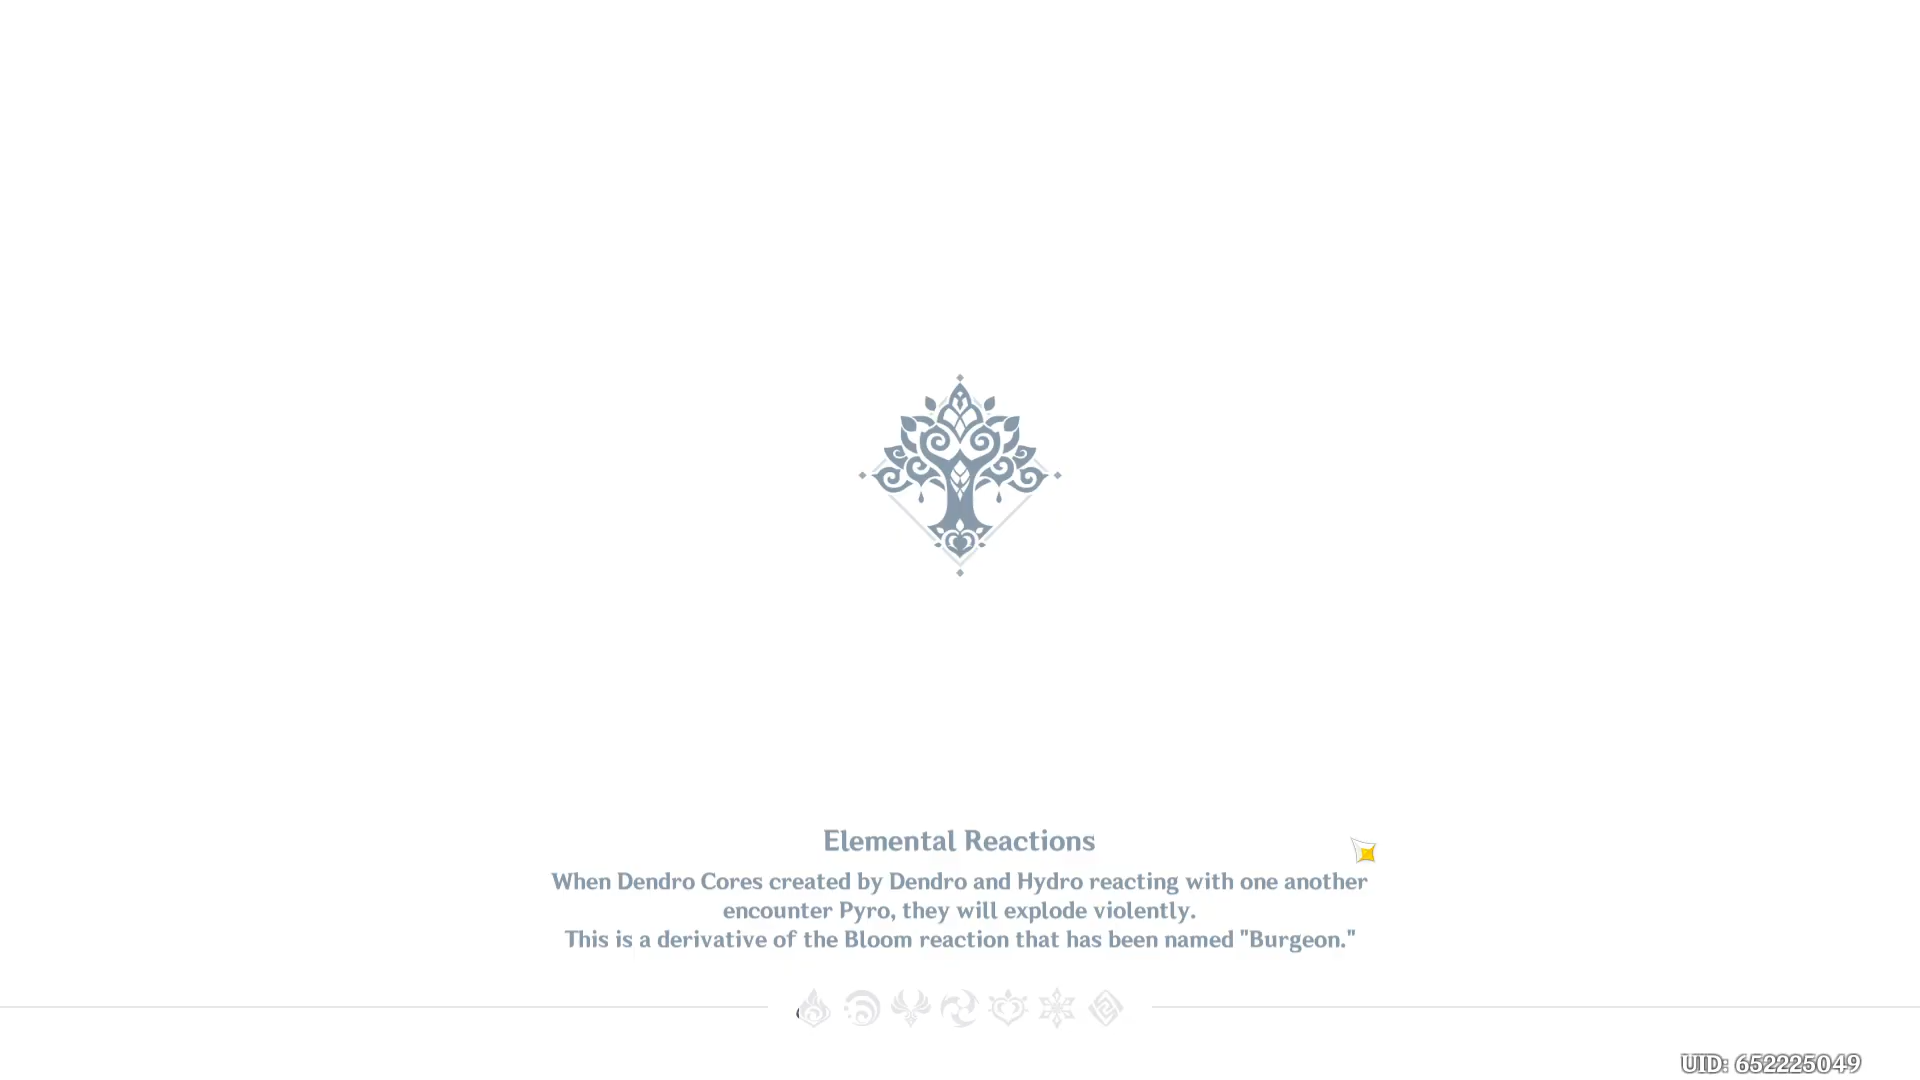 Elemental Reactions
When Dendro Cores created by Dendro and Hydro reacting with one another
encounter Pyro, they will explode violently.
This is a derivative of the Bloom reaction that has been named "Burgeon."
UID: 652225049